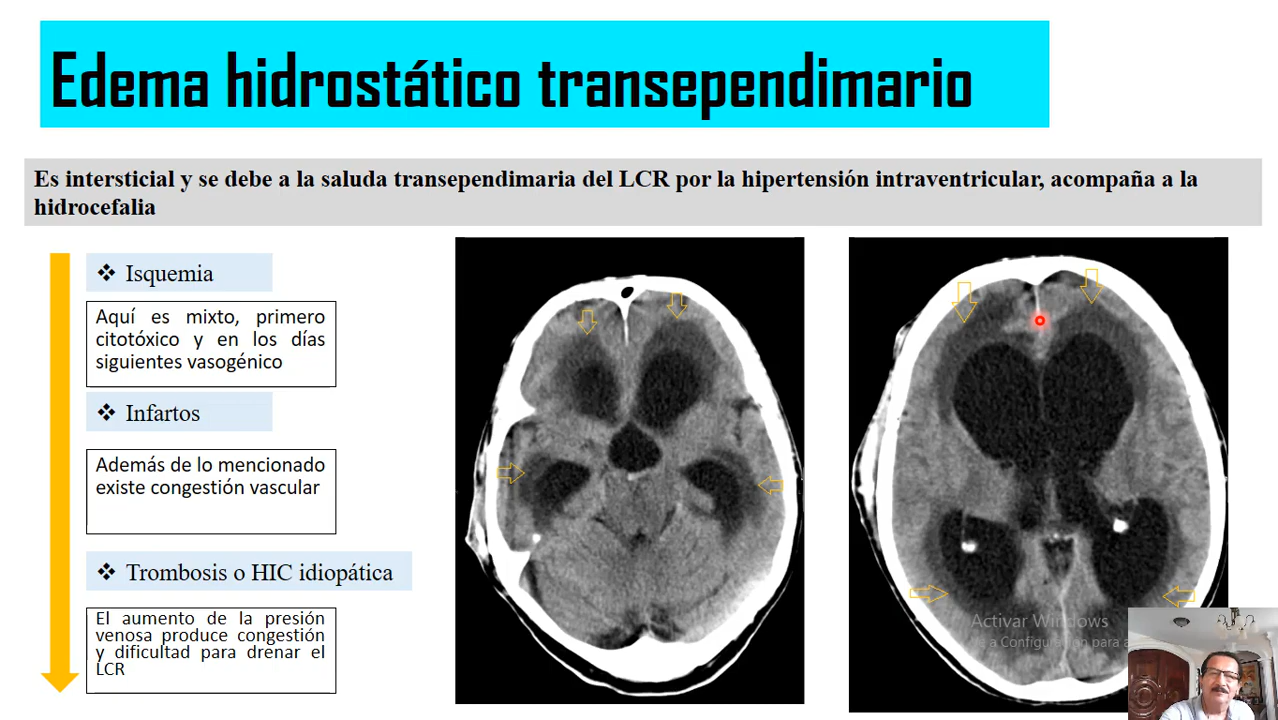 Edema hidrostático transependimario
Es intersticial y se debe a la saluda transependimaria del LCR por la hipertensión intraventricular, acompaña a la
hidrocefalia
❖ Isquemia
Aquí es mixto, primero
citotóxico y en los días
siguientes vasogénico
❖ Infartos
Además de lo mencionado
existe congestión vascular
❖ Trombosis o HIC idiopática
El aumento de la presión
venosa produce congestión
y dificultad para drenar el
LCR
Activar Windows
e a Configuración para a